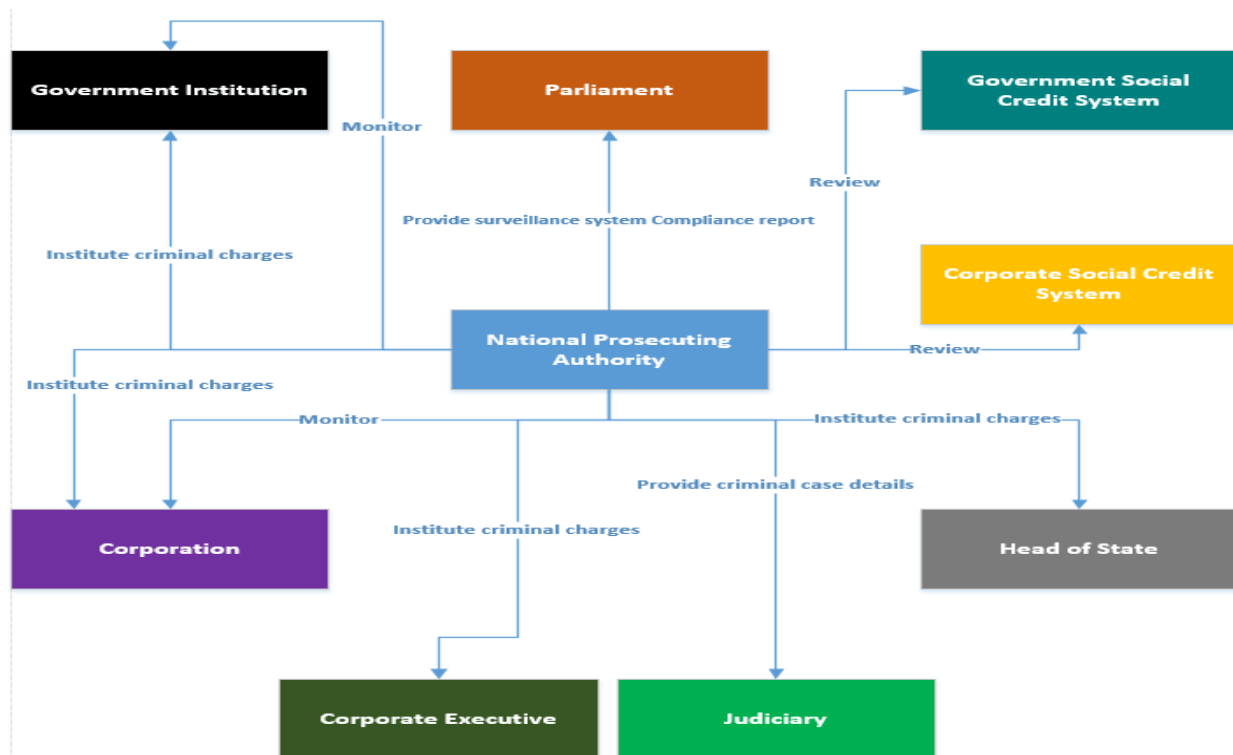 Government Institution
Parliament
Government Social
Credit System
Monitor
Review
Provide surveillance system Compliance report
Institute criminal charges
Corporate Social Credit
System
National Prosecuting
Authority
Review
Institute criminal charges
Monitor
Institute criminal charges
Provide criminal case details
Institute criminal charges
Corporation
Head of State
Corporate Executive
Judiciary